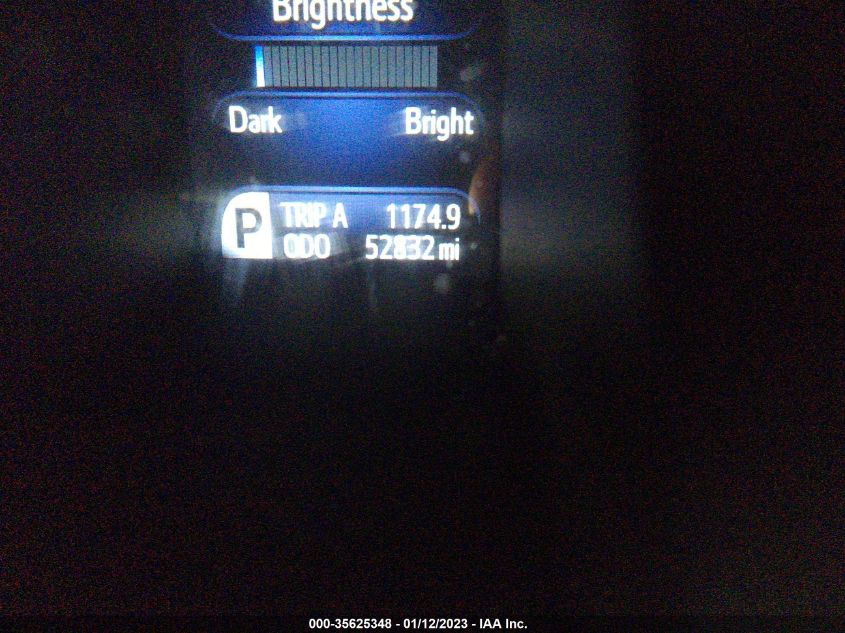 Brightness
Dark Bright
P
TRIP A 1174.9
ODO 52832 mi
000-35625348 - 01/12/2023 - IAA Inc.